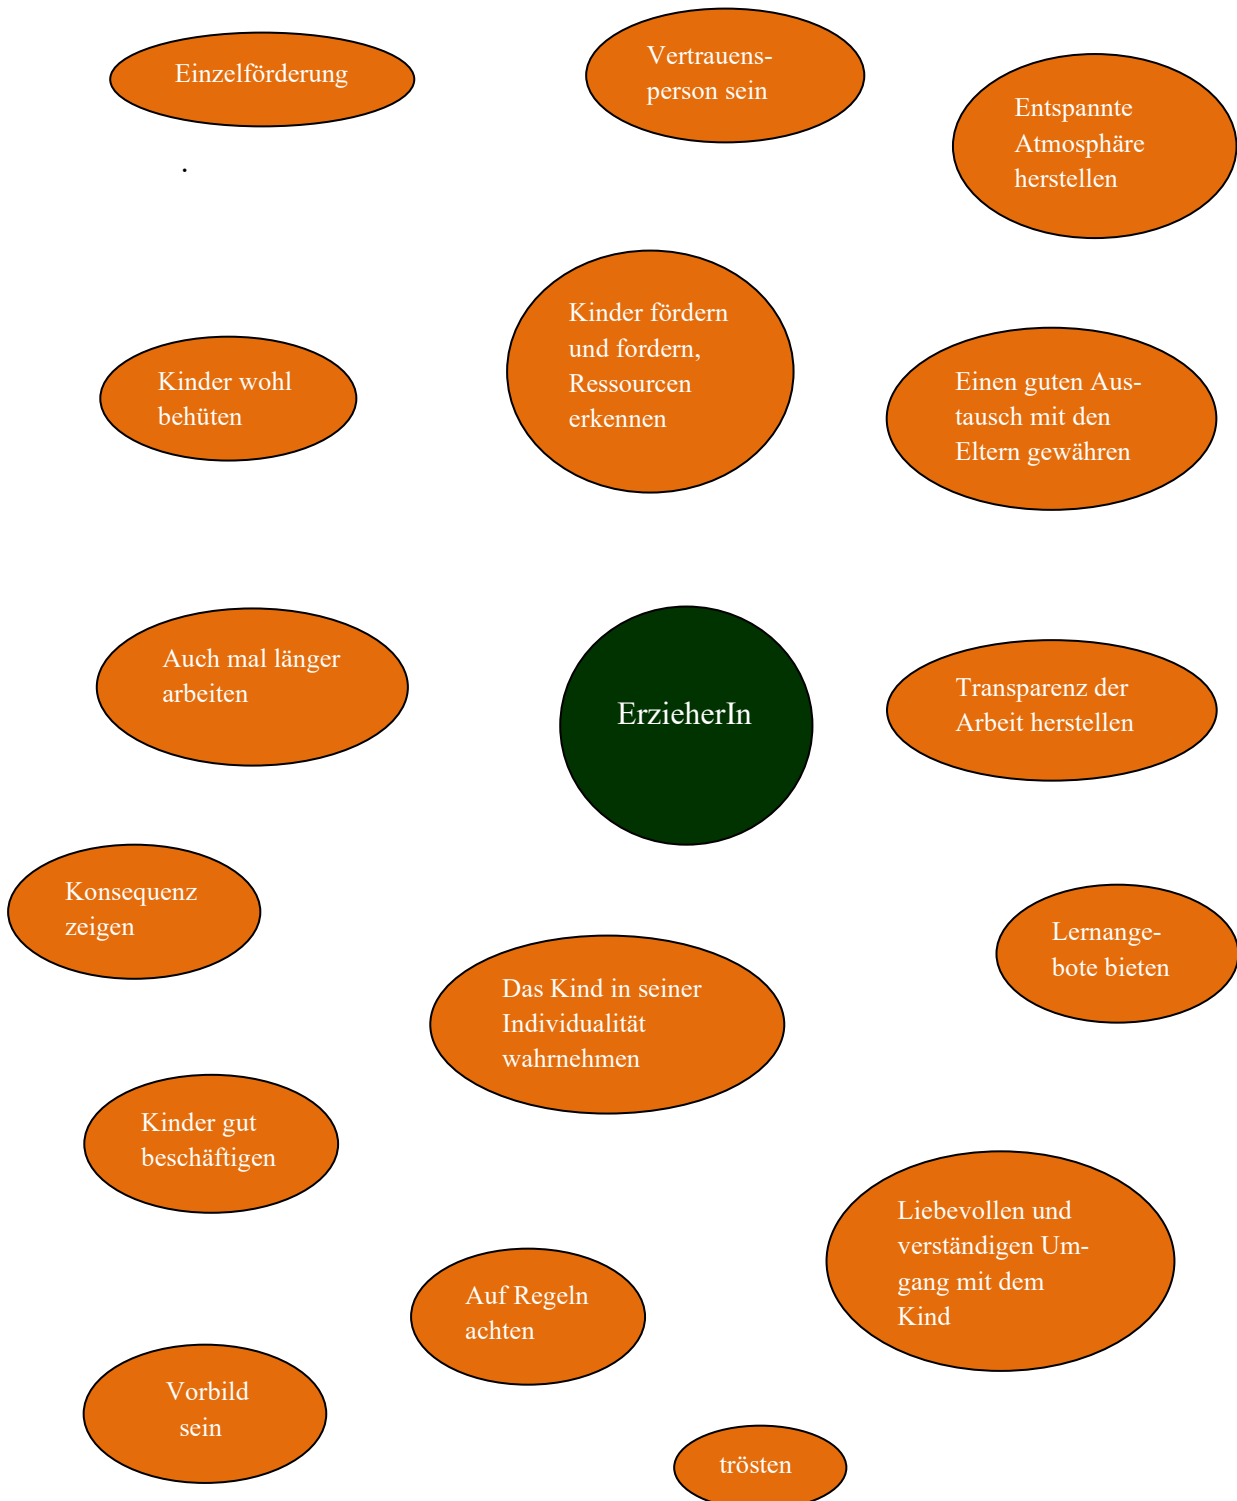 Einzelförderung
Vertrauens-
person sein
Entspannte
Atmosphäre
herstellen
.
Kinder fördern
und fordern,
Ressourcen
erkennen
Kinder wohl
behüten
Einen guten Aus-
tausch mit den
Eltern gewähren
Auch mal länger
arbeiten
ErzieherIn
Transparenz der
Arbeit herstellen
Konsequenz
zeigen
Lernange-
bote bieten
Das Kind in seiner
Individualität
wahrnehmen
Kinder gut
beschäftigen
Liebevollen und
verständigen Um-
gang mit dem
Kind
Auf Regeln
achten
Vorbild
sein
trösten